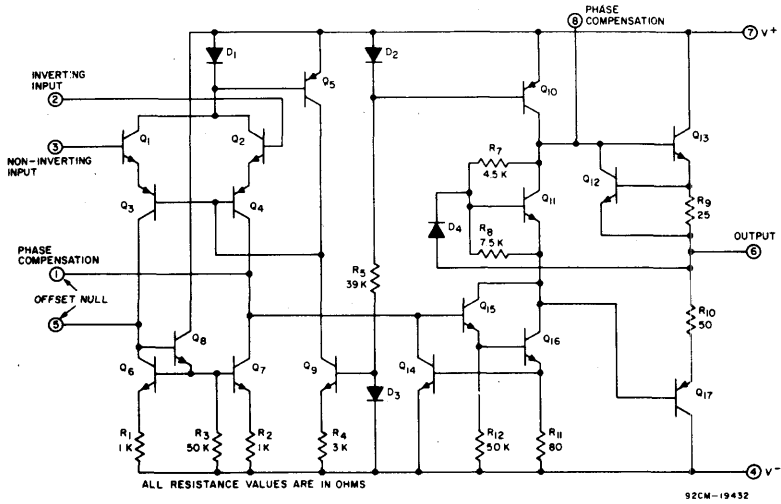 PHASE
COMPENSATION
8
7 V+
D1
D2
Q5
INVERTING
INPUT
2
Q10
3
Q1
Q2
Q13
NON-INVERTING
INPUT
R7
4.5 K
Q12
Q11
Q3
Q4
R9
25
D4
R8
7.5 K
OUTPUT
6
PHASE
COMPENSATION
1
R5
39 K
OFFSET NULL
Q15
R10
50
5
Q8
Q16
Q6
Q7
Q9
Q14
Q17
D3
R1
1 K
R3
50 K
R2
1 K
R4
3 K
R12
50 K
R11
80
4 V-
ALL RESISTANCE VALUES ARE IN OHMS
92CM-19432